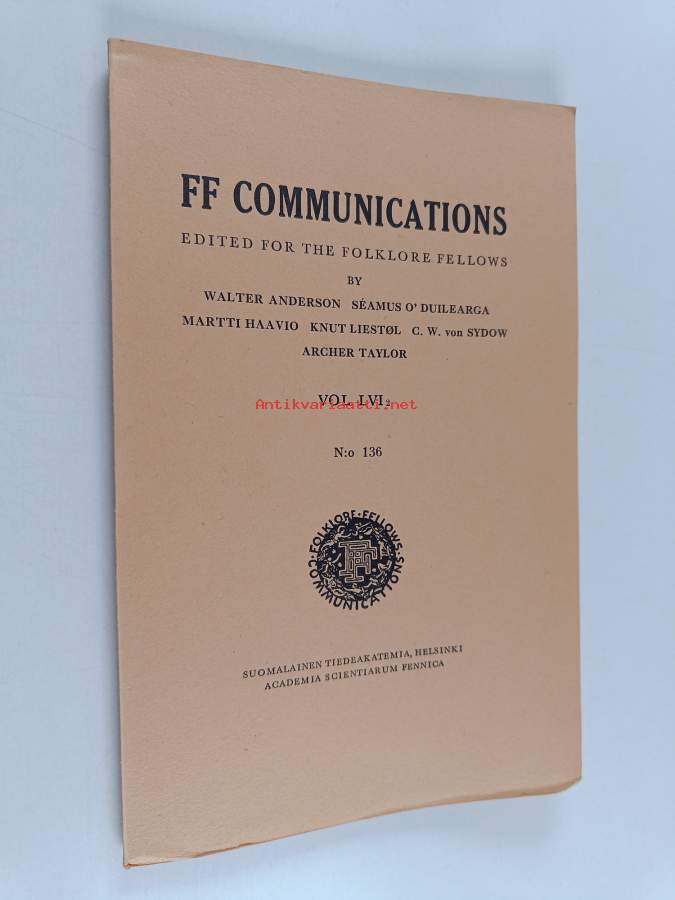 FF COMMUNICATIONS
EDITED FOR THE FOLKLORE FELLOWS
BY
WALTER ANDERSON SÉAMUS O' DUILEARGA
MARTTI HAAVIO KNUT LIESTØL C. W. von SYDOW
ARCHER TAYLOR
VOL. LVI2
Antikvariaatti.net
N:o 136
FOLKLORE · FELLOWS · COMMUNICATIONS ·
FF
SUOMALAINEN TIEDEAKATEMIA, HELSINKI
ACADEMIA SCIENTIARUM FENNICA